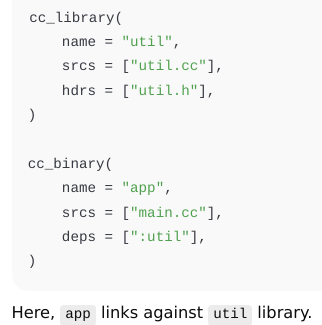 cc_library(
    name = "util",
    srcs = ["util.cc"],
    hdrs = ["util.h"],
)

cc_binary(
    name = "app",
    srcs = ["main.cc"],
    deps = [":util"],
)
Here, app links against util library.